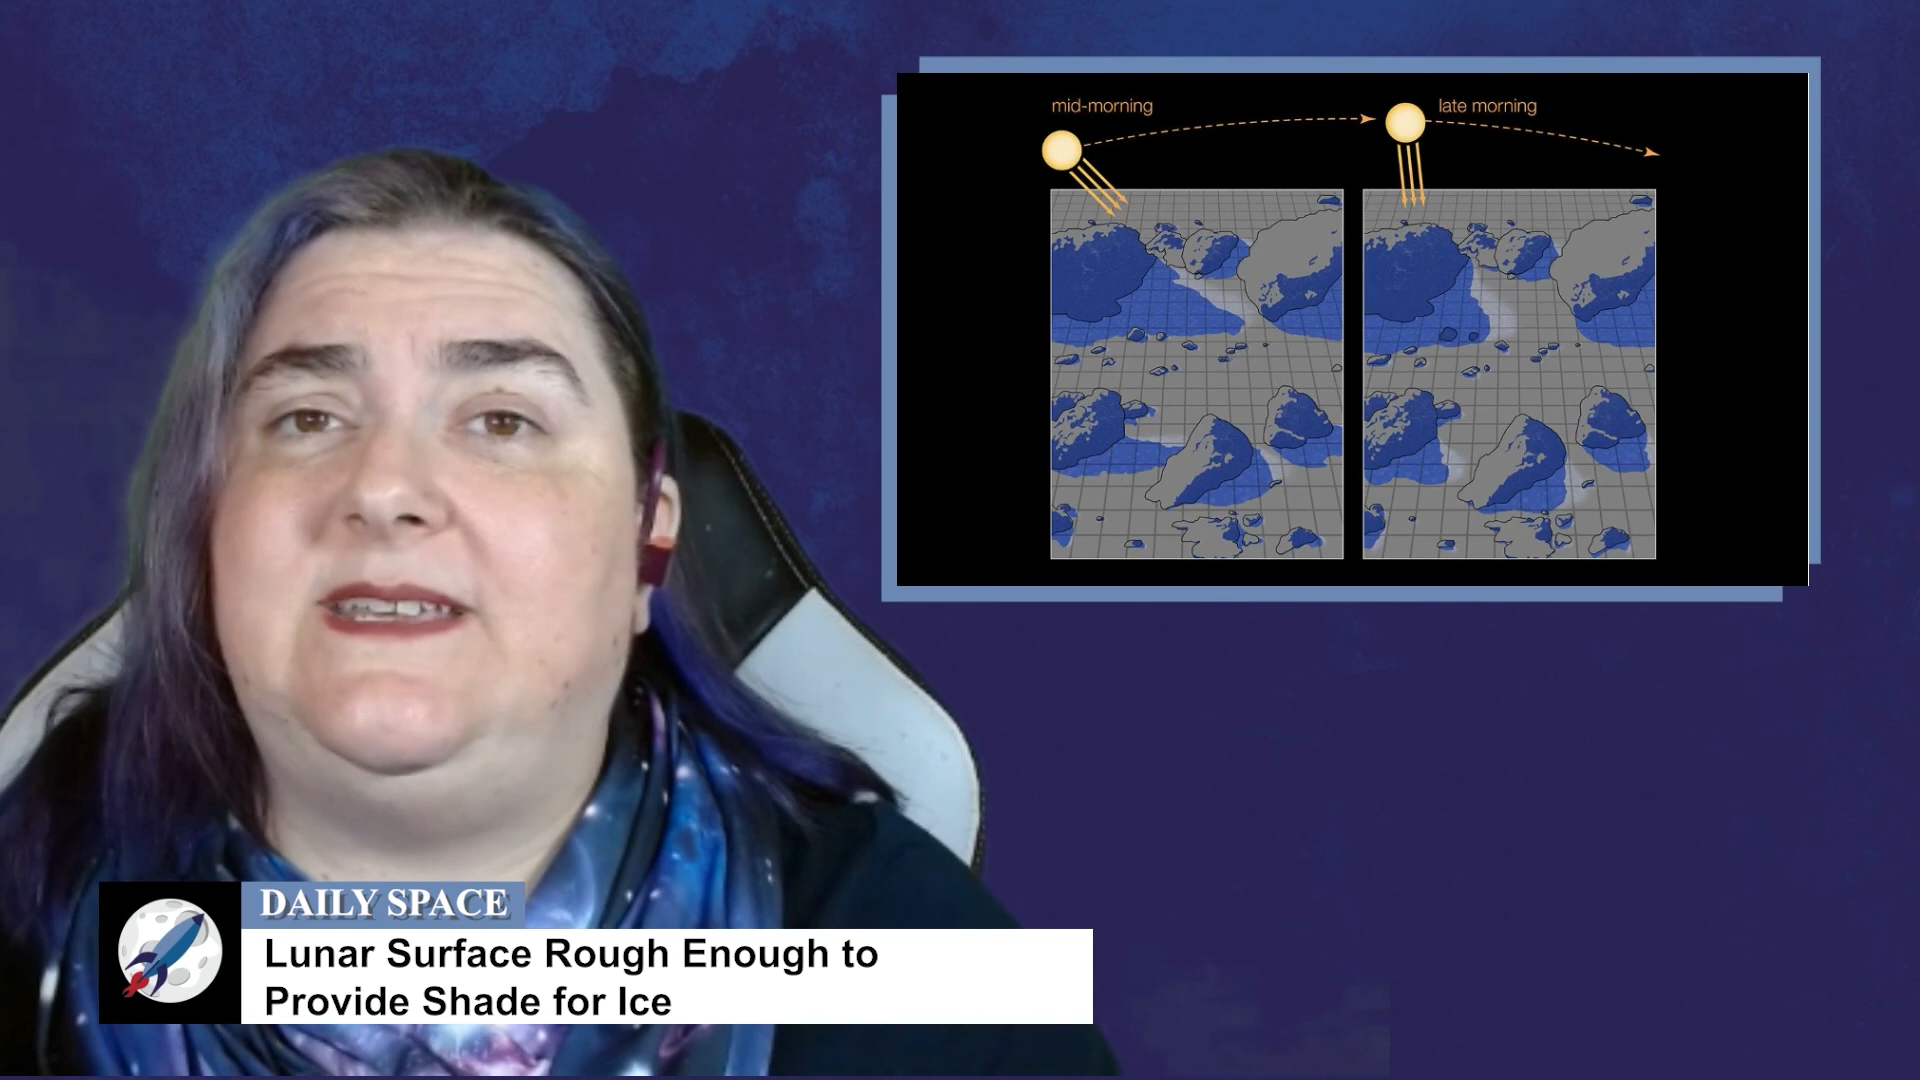 mid-morning
late morning
DAILY SPACE
Lunar Surface Rough Enough to
Provide Shade for Ice